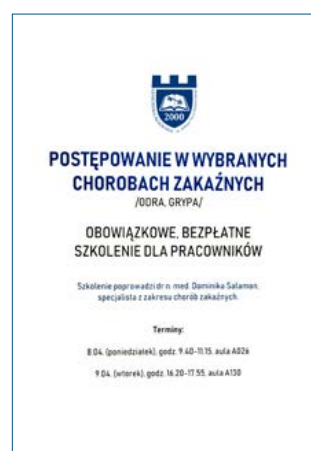 2000
POSTĘPOWANIE W WYBRANYCH
CHOROBACH ZAKAŹNYCH
/ODRA, GRYPA/
OBOWIĄZKOWE, BEZPŁATNE
SZKOLENIE DLA PRACOWNIKÓW
Szkolenie poprowadzi dr n. med. Dominika Salamon,
specjalista z zakresu chorób zakaźnych.
Terminy:
8.04. (poniedziałek), godz. 9.40-11.15, aula A026
9.04. (wtorek), godz. 16.20-17.55, aula A130